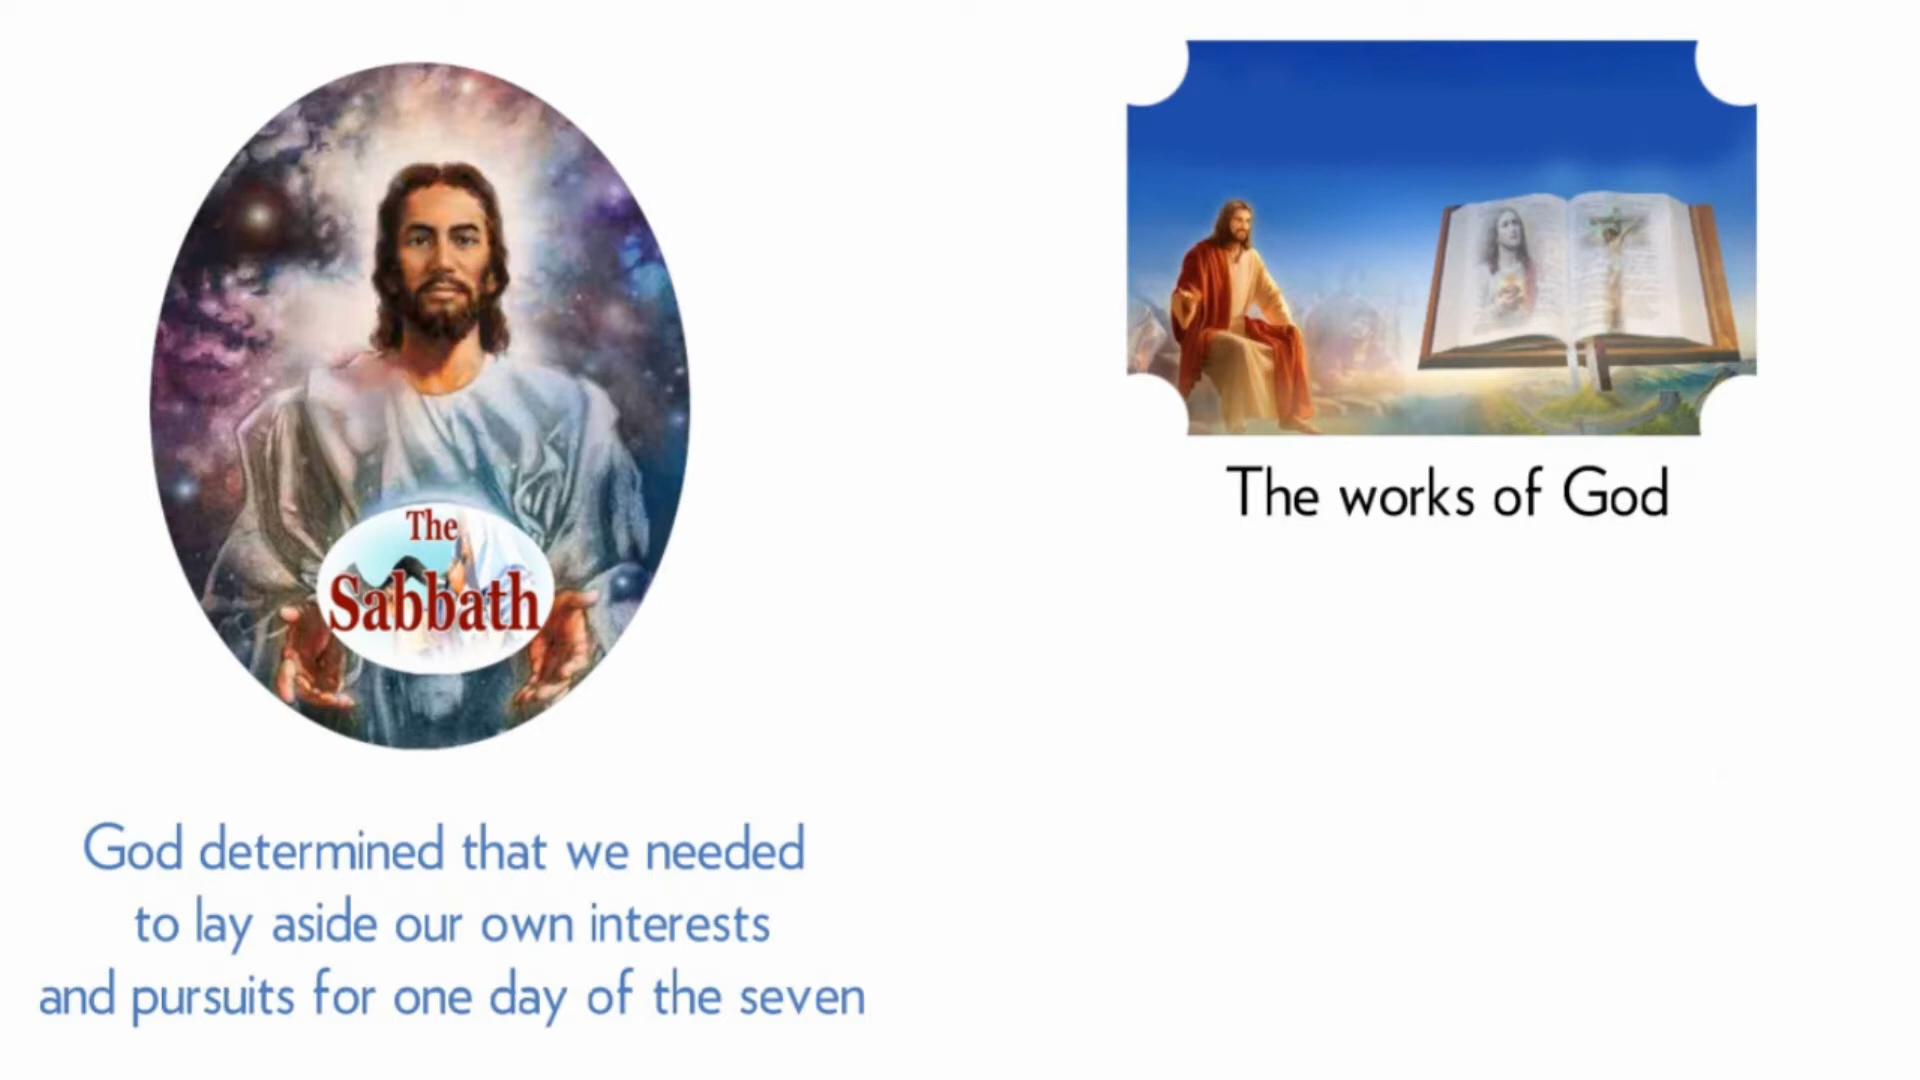 The
Sabbath
God determined that we needed
to lay aside our own interests
and pursuits for one day of the seven
The works of God